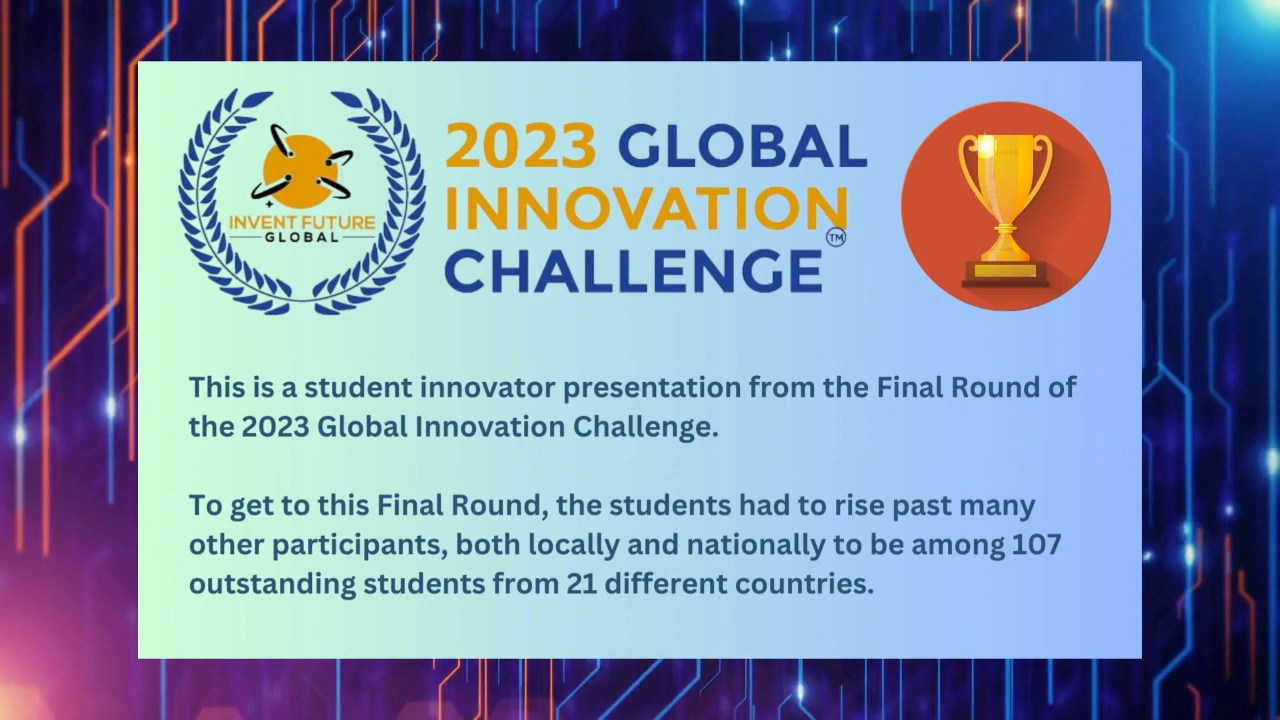 INVENT FUTURE
GLOBAL
2023 GLOBAL
INNOVATION
CHALLENGE™
This is a student innovator presentation from the Final Round of
the 2023 Global Innovation Challenge.
To get to this Final Round, the students had to rise past many
other participants, both locally and nationally to be among 107
outstanding students from 21 different countries.